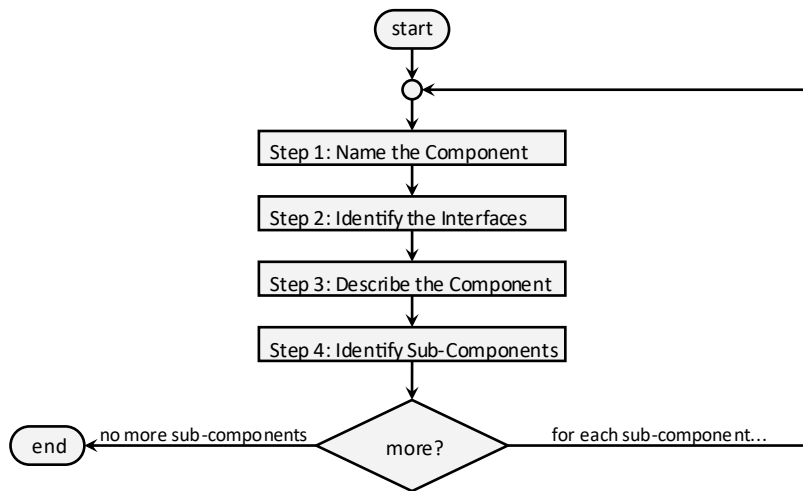 start
Step 1: Name the Component
Step 2: Identify the Interfaces
Step 3: Describe the Component
Step 4: Identify Sub-Components
end
no more sub-components
more?
for each sub-component...